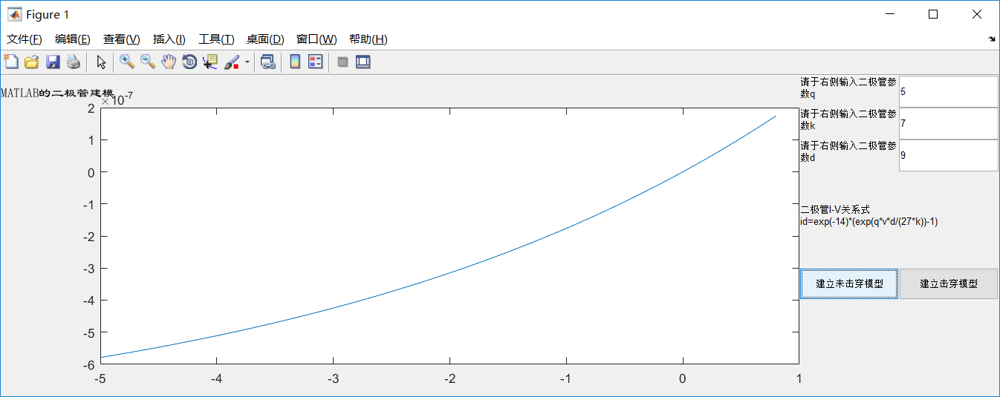 Figure 1
文件(F) 编辑(E) 查看(V) 插入(I) 工具(T) 桌面(D) 窗口(W) 帮助(H)
MATLAB的二极管建模
×10-7
2
1
0
-1
-2
-3
-4
-5
-6
-5 -4 -3 -2 -1 0 1
请于右侧输入二极管参
数q
5
请于右侧输入二极管参
数k
7
请于右侧输入二极管参
数d
9
二极管I-V关系式
id=exp(-14)*(exp(q*v*d/(27*k))-1)
建立未击穿模型 建立击穿模型